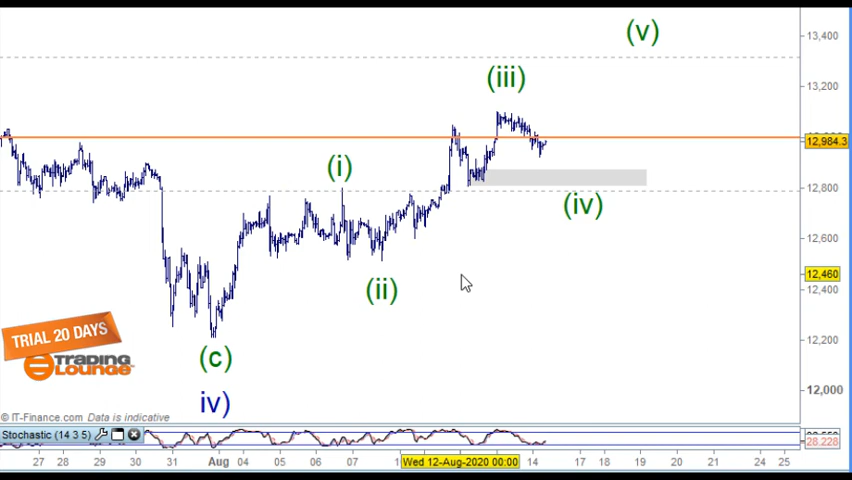 (v)
13,400
13,200
(iii)
12,984.3
(i)
12,800
(iv)
12,600
12,460
(ii)
12,400
TRIAL 20 DAYS
Trading
Lounge
(c)
12,200
iv)
12,000
© IT-Finance.com Data is indicative
Stochastic (14 3 5)
28.228
27 28 29 30 31 Aug 04 05 06 07 Wed 12-Aug-2020 00:00 14 17 18 19 20 21 24 25